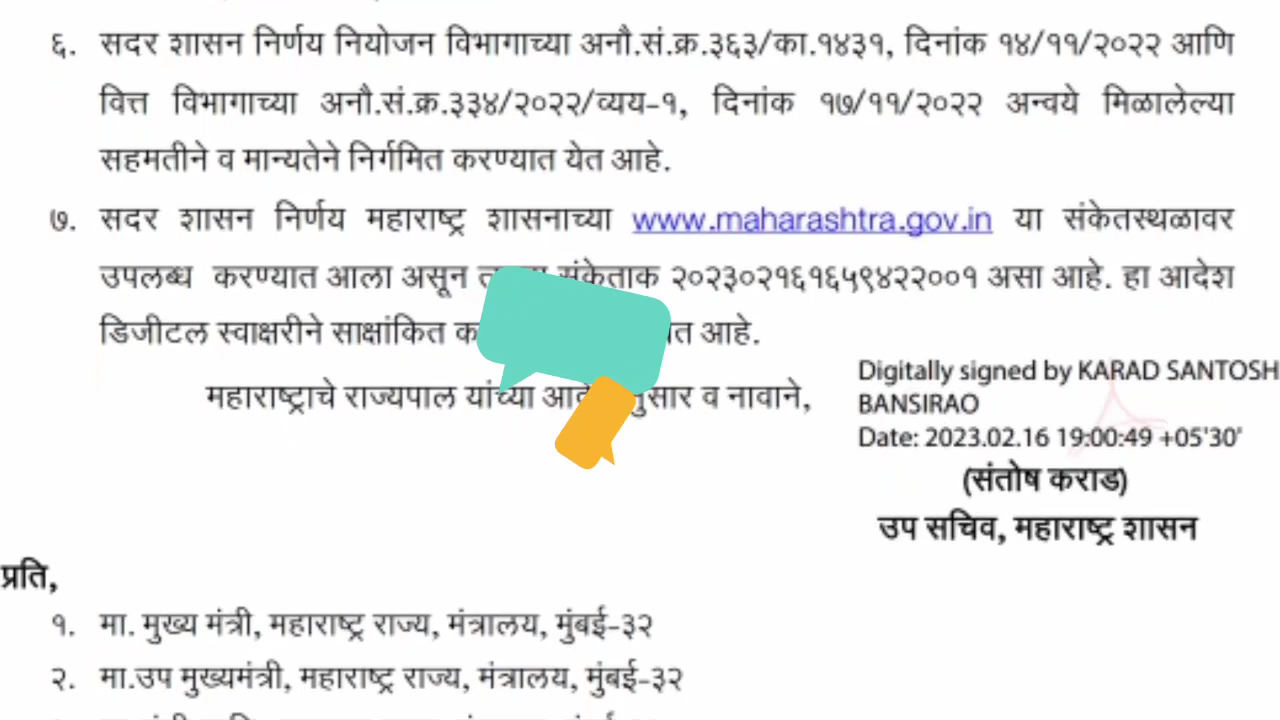 ६. सदर शासन निर्णय नियोजन विभागाच्या अनौ.सं.क्र.३६३/का.१४३१, दिनांक १४/११/२०२२ आणि
वित्त विभागाच्या अनौ.सं.क्र.३३४/२०२२/व्यय-१, दिनांक १७/११/२०२२ अन्वये मिळालेल्या
सहमतीने व मान्यतेने निर्गमित करण्यात येत आहे.
७. सदर शासन निर्णय महाराष्ट्र शासनाच्या www.maharashtra.gov.in या संकेतस्थळावर
उपलब्ध करण्यात आला असून संकेताक २०२३०२१६१६५९४२२००१ असा आहे. हा आदेश
डिजीटल स्वाक्षरीने साक्षांकित आहे.
महाराष्ट्राचे राज्यपाल यांच्या व नावाने,
Digitally signed by KARAD SANTOSH
BANSIRAO
Date: 2023.02.16 19:00:49 +05'30'
(संतोष कराड)
उप सचिव, महाराष्ट्र शासन
प्रति,
१. मा. मुख्य मंत्री, महाराष्ट्र राज्य, मंत्रालय, मुंबई-३२
२. मा.उप मुख्यमंत्री, महाराष्ट्र राज्य, मंत्रालय, मुंबई-३२